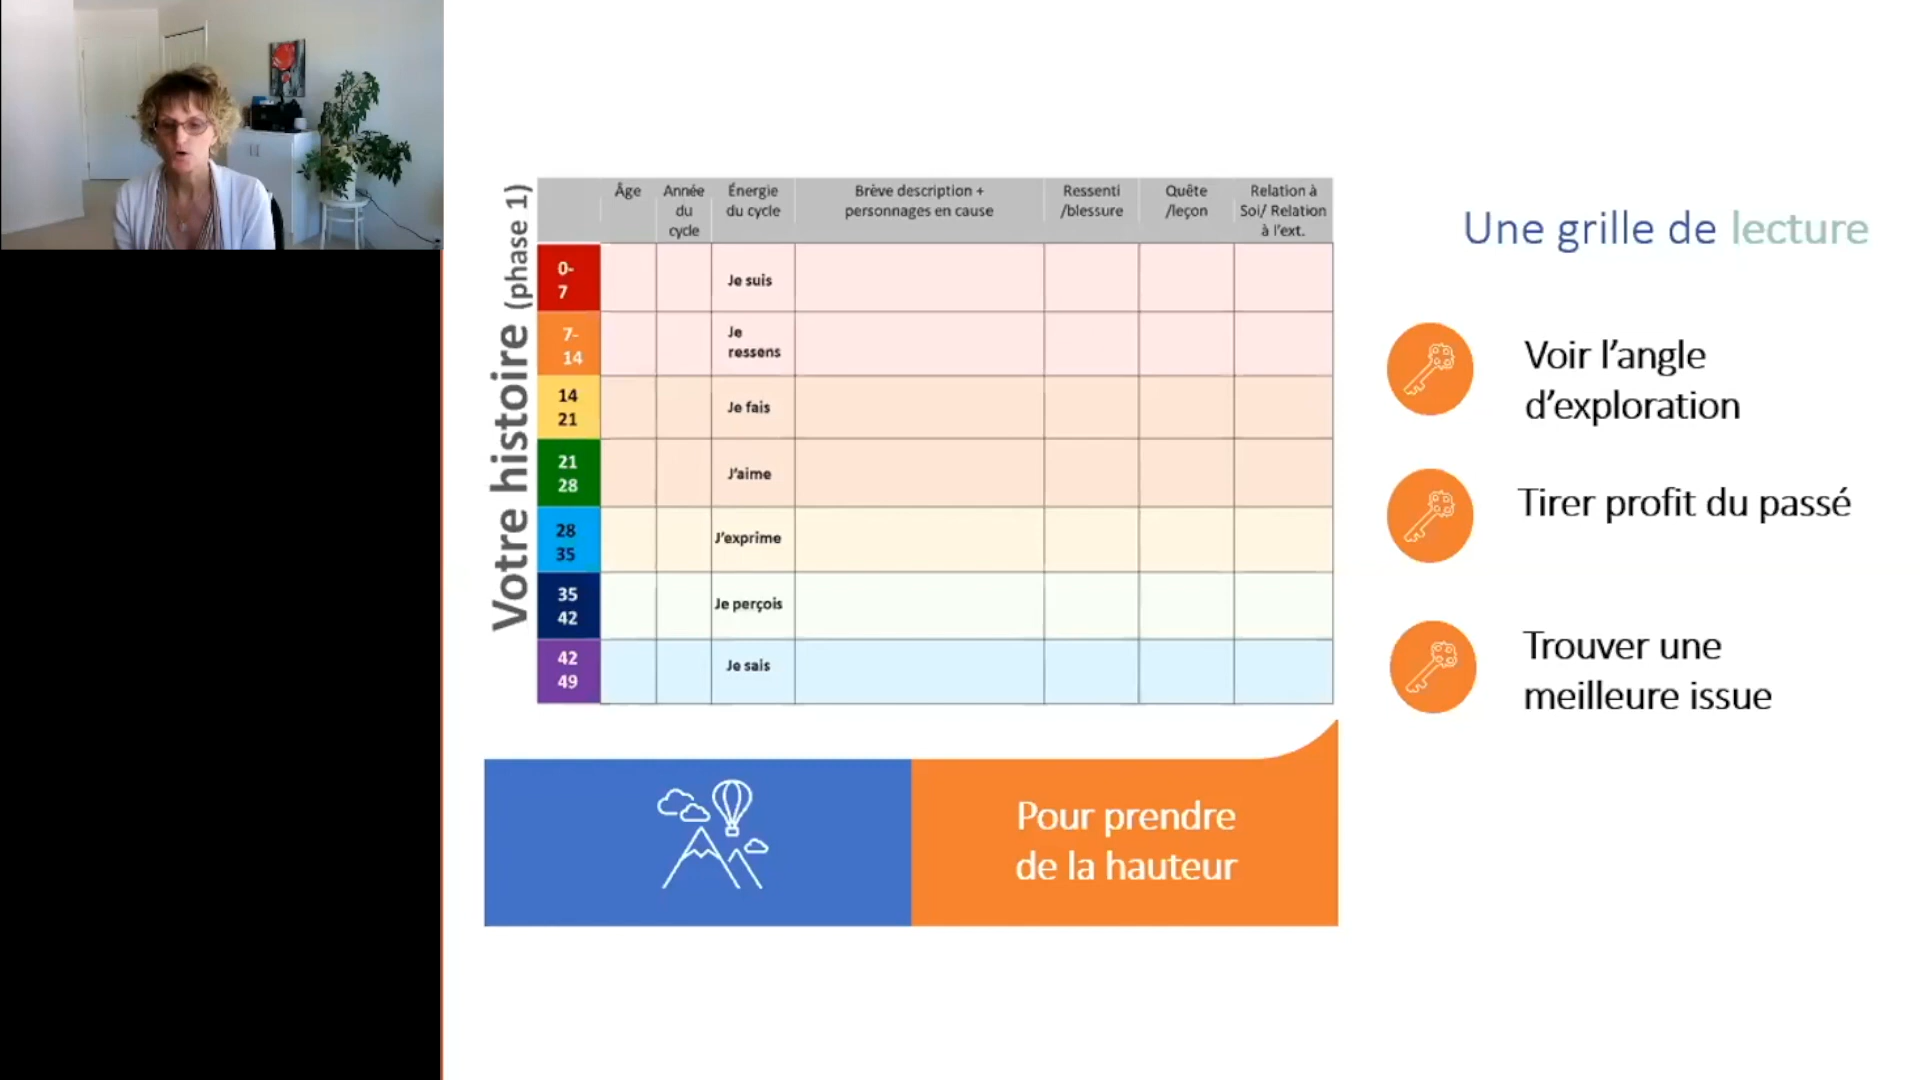 Votre histoire (phase 1)
Âge
Année
du
cycle
Énergie
du cycle
Brève description +
personnages en cause
Ressenti
/blessure
Quête
/leçon
Relation à
Soi/ Relation
à l'ext.
0-
7
Je suis
7-
14
Je
ressens
14
21
Je fais
21
28
J'aime
28
35
J'exprime
35
42
Je perçois
42
49
Je sais
Pour prendre
de la hauteur
Une grille de lecture
Voir l’angle
d’exploration
Tirer profit du passé
Trouver une
meilleure issue